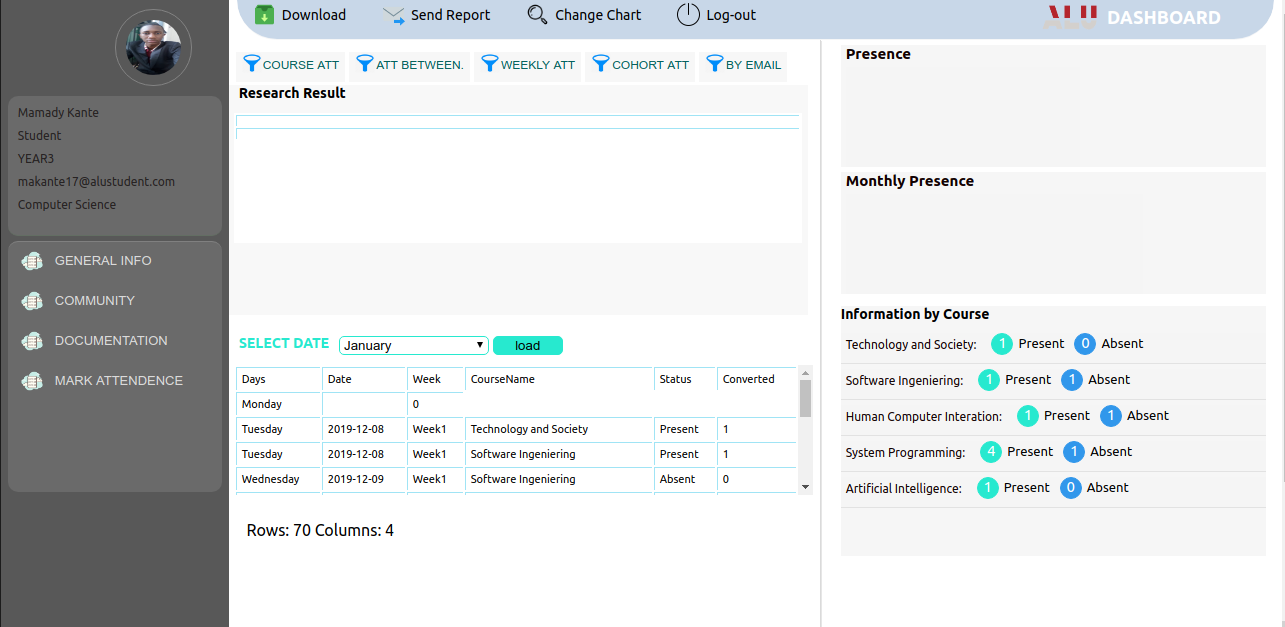 Download Send Report Change Chart Log-out DASHBOARD
Mamady Kante
Student
YEAR3
makante17@alustudent.com
Computer Science
GENERAL INFO
COMMUNITY
DOCUMENTATION
MARK ATTENDENCE
COURSE ATT ATT BETWEEN. WEEKLY ATT COHORT ATT BY EMAIL
Research Result
SELECT DATE January load
Days Date Week CourseName Status Converted
Monday 0
Tuesday 2019-12-08 Week1 Technology and Society Present 1
Tuesday 2019-12-08 Week1 Software Ingeniering Present 1
Wednesday 2019-12-09 Week1 Software Ingeniering Absent 0
Rows: 70 Columns: 4
Presence
Monthly Presence
Information by Course
Technology and Society: 1 Present 0 Absent
Software Ingeniering: 1 Present 1 Absent
Human Computer Interation: 1 Present 1 Absent
System Programming: 4 Present 1 Absent
Artificial Intelligence: 1 Present 0 Absent